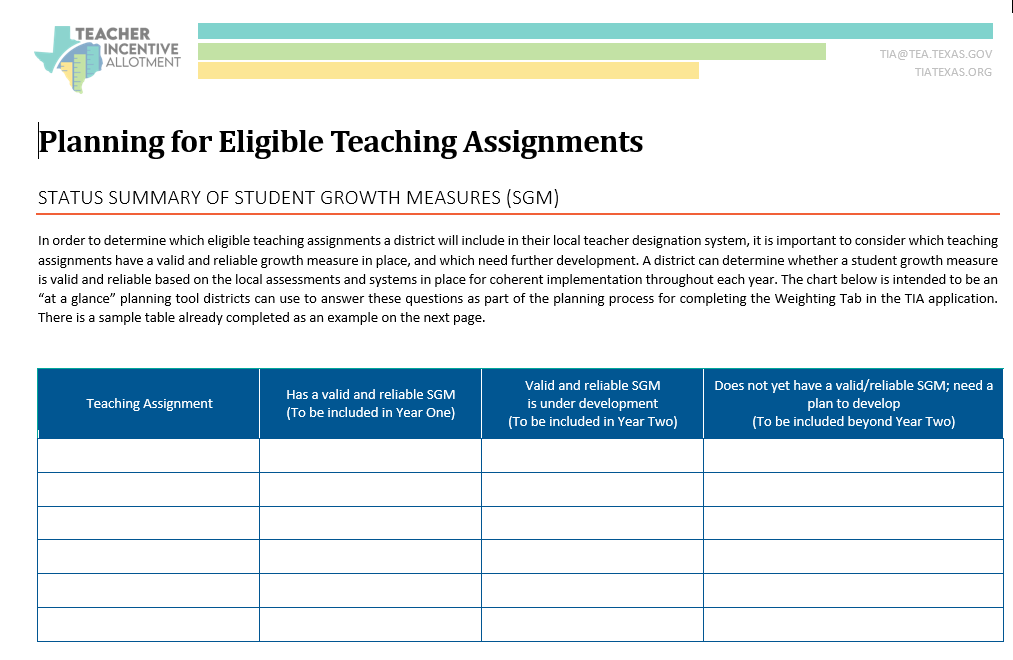 TEACHER
INCENTIVE
ALLOTMENT
TIA@TEA.TEXAS.GOV
TIATEXAS.ORG
Planning for Eligible Teaching Assignments
STATUS SUMMARY OF STUDENT GROWTH MEASURES (SGM)
In order to determine which eligible teaching assignments a district will include in their local teacher designation system, it is important to consider which teaching
assignments have a valid and reliable growth measure in place, and which need further development. A district can determine whether a student growth measure
is valid and reliable based on the local assessments and systems in place for coherent implementation throughout each year. The chart below is intended to be an
“at a glance” planning tool districts can use to answer these questions as part of the planning process for completing the Weighting Tab in the TIA application.
There is a sample table already completed as an example on the next page.
Teaching Assignment
Has a valid and reliable SGM
(To be included in Year One)
Valid and reliable SGM
is under development
(To be included in Year Two)
Does not yet have a valid/reliable SGM; need a
plan to develop
(To be included beyond Year Two)